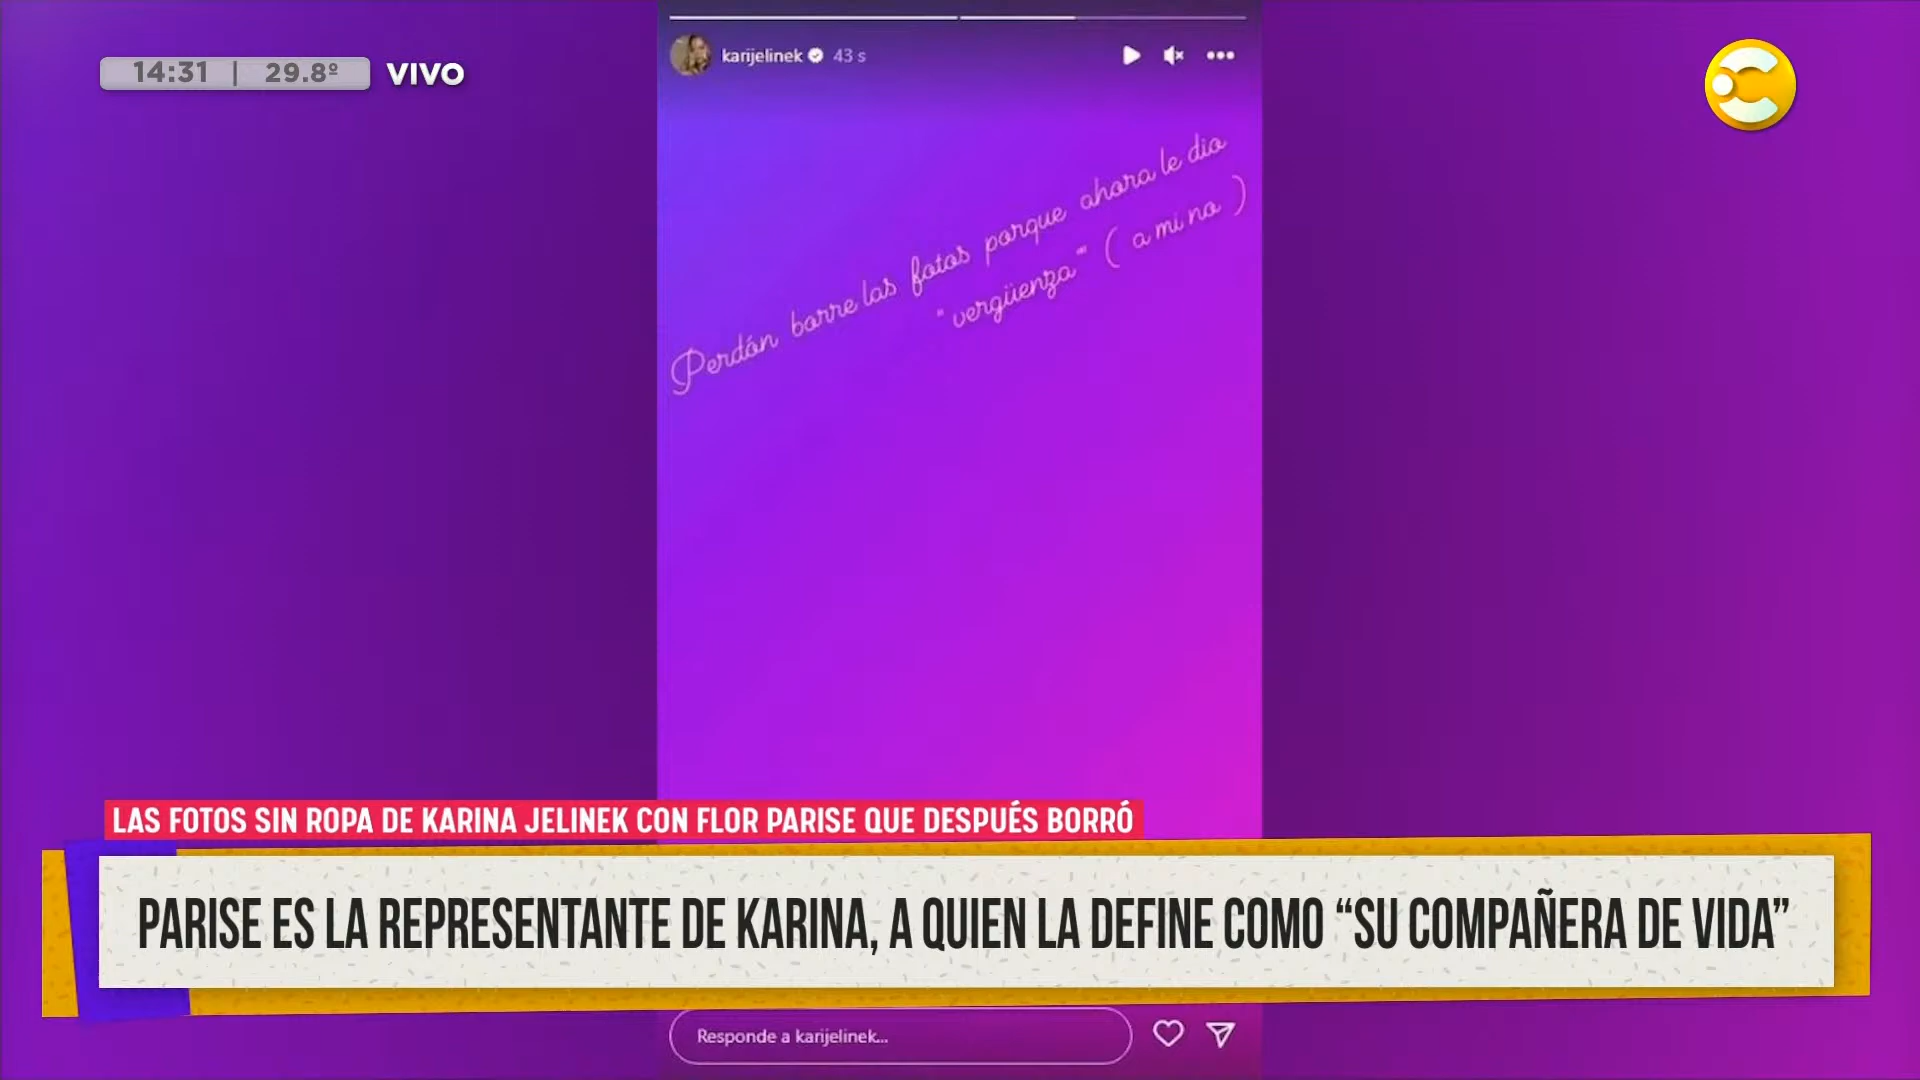 14:31 | 29.8º VIVO
karijelinek 43 s
Perdón borre las fotos porque ahora le dio
"vergüenza" ( a mi no )
LAS FOTOS SIN ROPA DE KARINA JELINEK CON FLOR PARISE QUE DESPUÉS BORRÓ
PARISE ES LA REPRESENTANTE DE KARINA, A QUIEN LA DEFINE COMO “SU COMPAÑERA DE VIDA”
Responde a karijelinek...